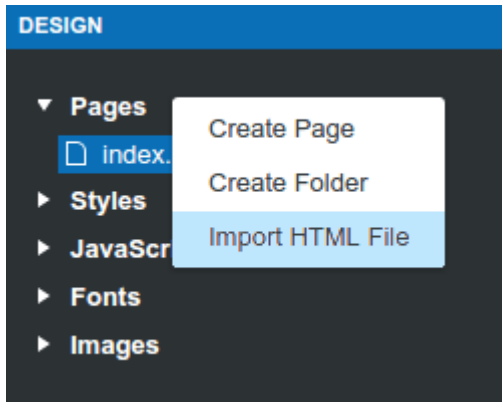 DESIGN
Pages
index.
Styles
JavaScr
Fonts
Images
Create Page
Create Folder
Import HTML File